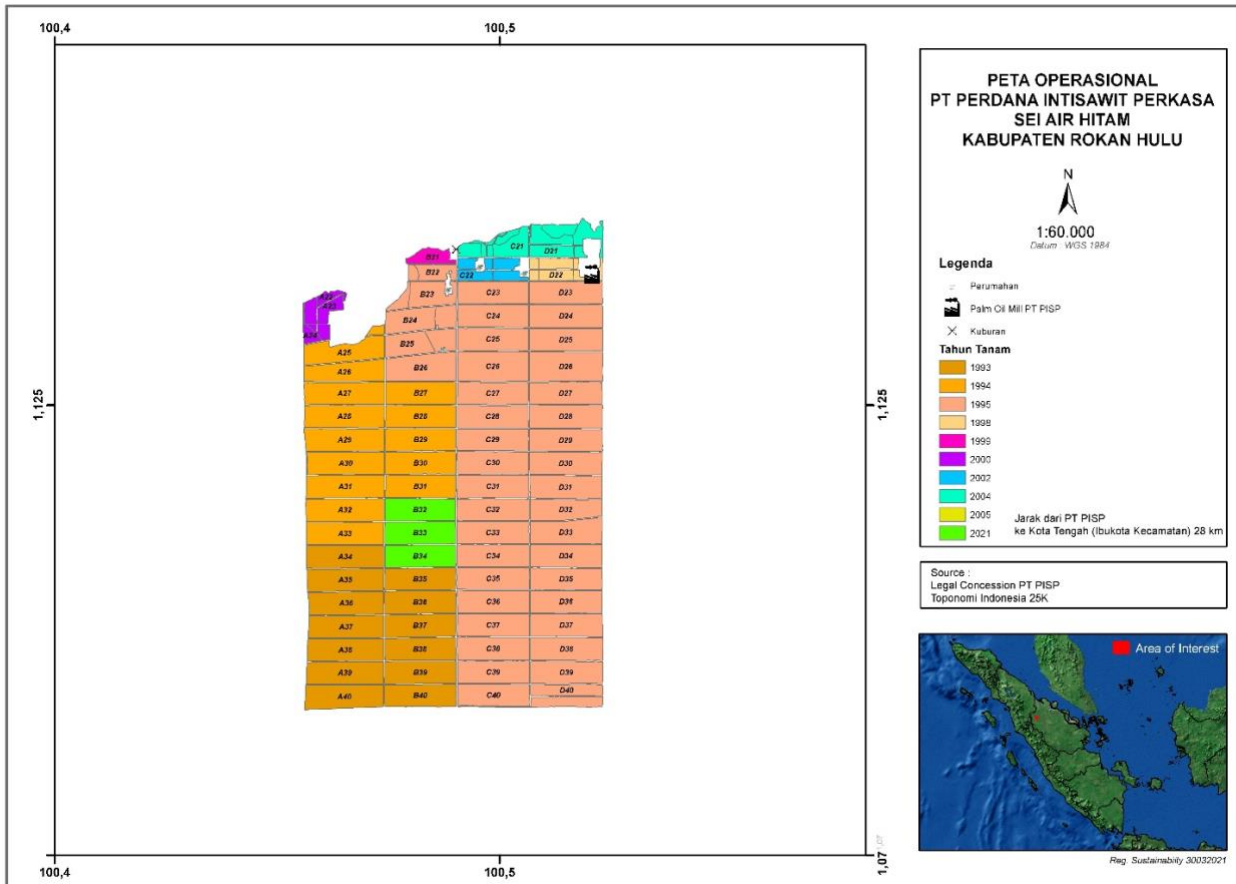 100,4
100,5
PETA OPERASIONAL
PT PERDANA INTISAWIT PERKASA
SEI AIR HITAM
KABUPATEN ROKAN HULU
N
1:60.000
Datum : WGS 1984
Legenda
Perumahan
Palm Oil Mill PT PISP
Kuburan
Tahun Tanam
1993
1994
1995
1998
1999
2000
2002
2004
2005
2021
Jarak dari PT PISP
ke Kota Tengah (Ibukota Kecamatan) 28 km
Source :
Legal Concession PT PISP
Toponomi Indonesia 25K
Area of Interest
Reg. Sustainability 30032021
1,125
1,125
1,07
100,4
100,5
C21
D21
B21
B22
C22
D22
A23
B23
C23
D23
A24
B24
C24
D24
A25
B25
C25
D25
A26
B26
C26
D26
A27
B27
C27
D27
A28
B28
C28
D28
A29
B29
C29
D29
A30
B30
C30
D30
A31
B31
C31
D31
A32
B32
C32
D32
A33
B33
C33
D33
A34
B34
C34
D34
A35
B35
C35
D35
A36
B36
C36
D36
A37
B37
C37
D37
A38
B38
C38
D38
A39
B39
C39
D39
A40
B40
C40
D40